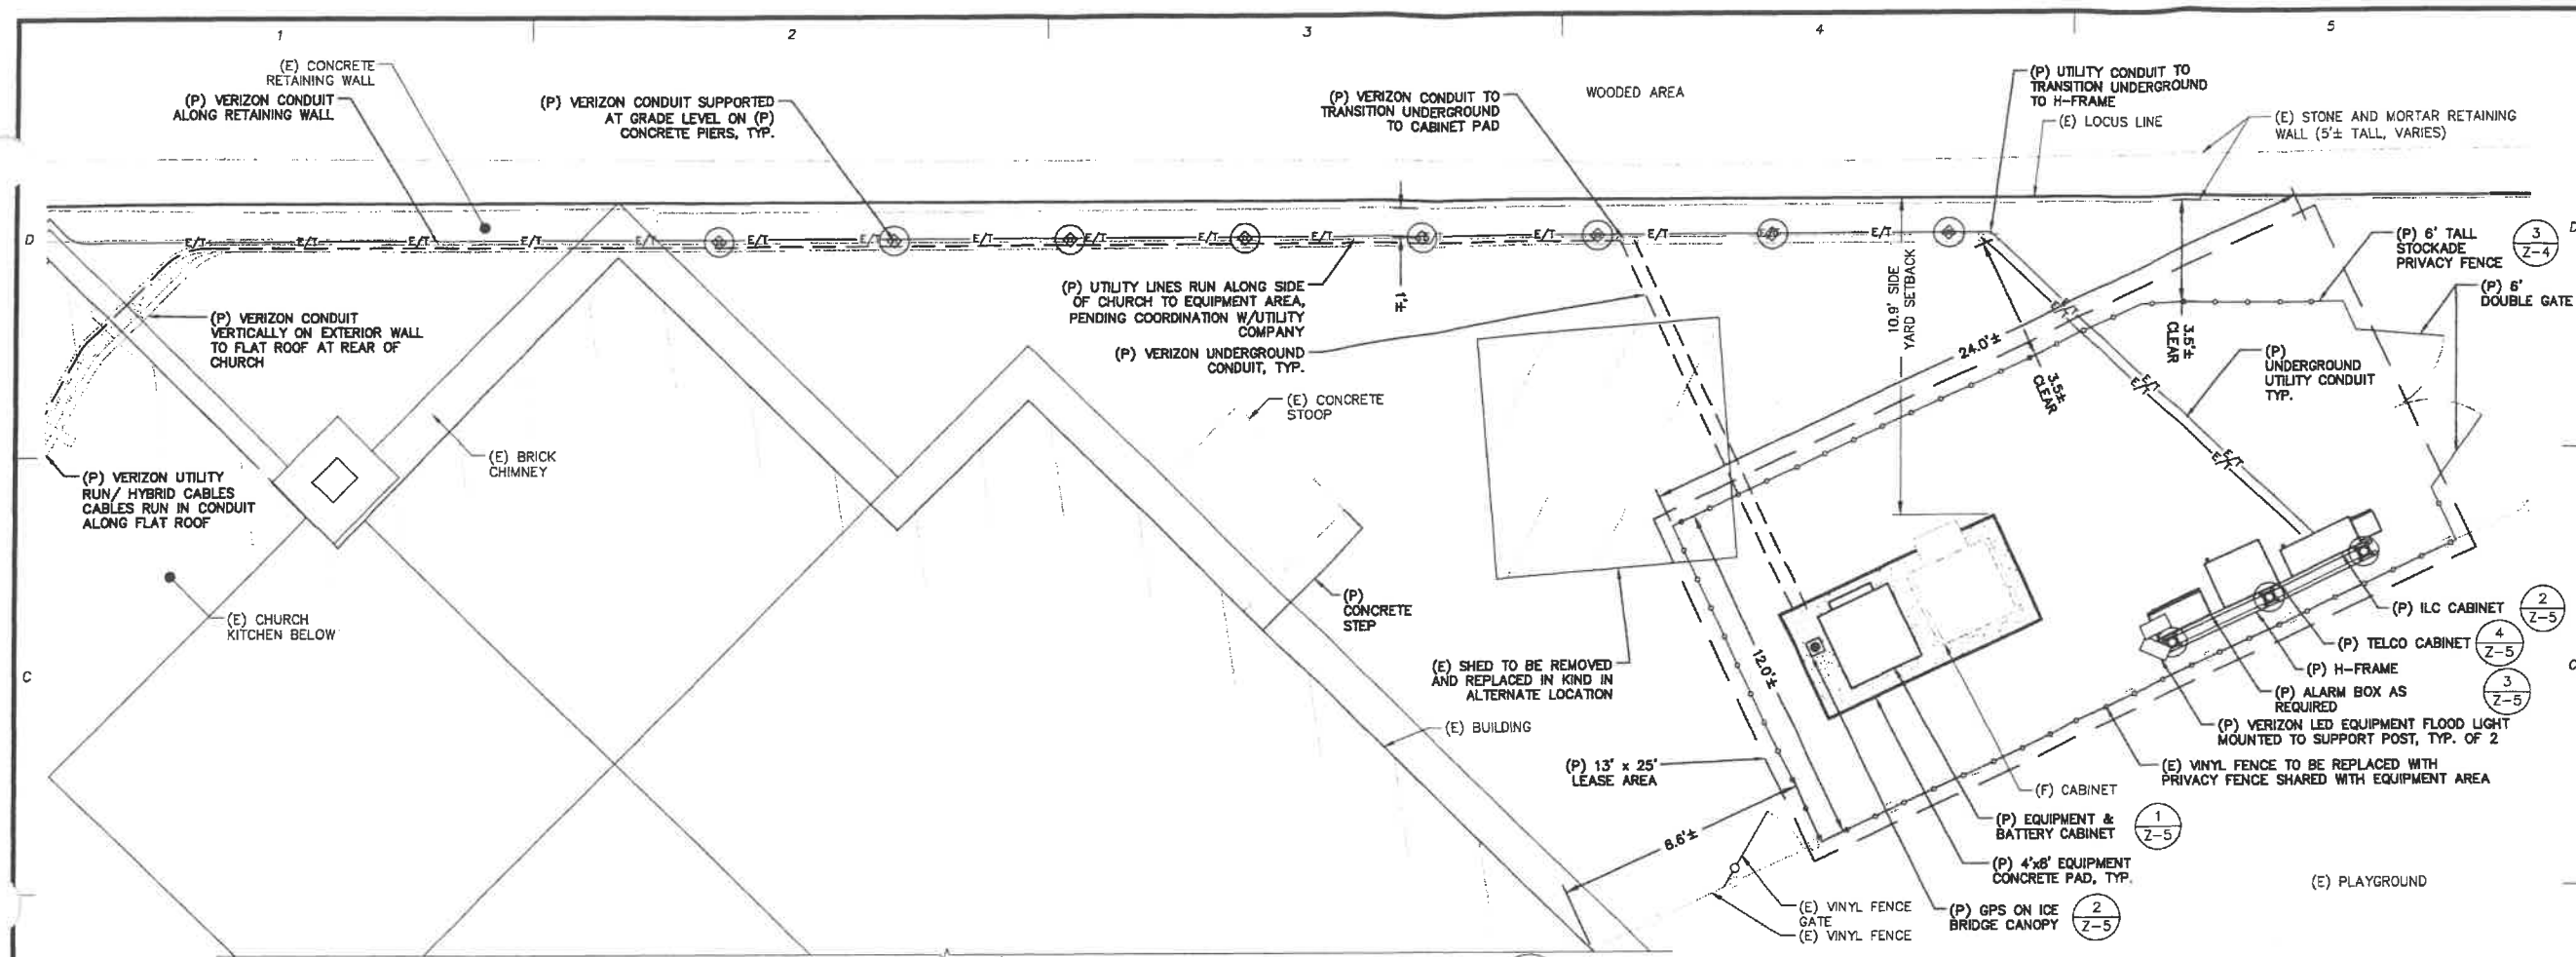 1
2
3
4
5
(E) CONCRETE
RETAINING WALL
(P) VERIZON CONDUIT
ALONG RETAINING WALL
(P) VERIZON CONDUIT SUPPORTED
AT GRADE LEVEL ON (P)
CONCRETE PIERS, TYP.
(P) VERIZON CONDUIT TO
TRANSITION UNDERGROUND
TO CABINET PAD
WOODED AREA
(P) UTILITY CONDUIT TO
TRANSITION UNDERGROUND
TO H-FRAME
(E) LOCUS LINE
(E) STONE AND MORTAR RETAINING
WALL (5'± TALL, VARIES)
D
D
E/T
E/T
E/T
E/T
E/T
E/T
E/T
E/T
E/T
E/T
E/T
E/T
E/T
E/T
(P) 6' TALL
STOCKADE
PRIVACY FENCE
3
Z-4
(P) 6'
DOUBLE GATE
(P) VERIZON CONDUIT
VERTICALLY ON EXTERIOR WALL
TO FLAT ROOF AT REAR OF
CHURCH
(P) UTILITY LINES RUN ALONG SIDE
OF CHURCH TO EQUIPMENT AREA,
PENDING COORDINATION W/UTILITY
COMPANY
1'±
(P) VERIZON UNDERGROUND
CONDUIT, TYP.
10.9' SIDE
YARD SETBACK
24.0'±
3.5'±
CLEAR
3.5'±
CLEAR
(P)
UNDERGROUND
UTILITY CONDUIT
TYP.
E/T
E/T
E/T
E/T
(E) CONCRETE
STOOP
(E) BRICK
CHIMNEY
(P) VERIZON UTILITY
RUN/ HYBRID CABLES
CABLES RUN IN CONDUIT
ALONG FLAT ROOF
(E) CHURCH
KITCHEN BELOW
(P)
CONCRETE
STEP
(E) SHED TO BE REMOVED
AND REPLACED IN KIND IN
ALTERNATE LOCATION
12.0'±
(P) ILC CABINET
2
Z-5
(P) TELCO CABINET
4
Z-5
(P) H-FRAME
(P) ALARM BOX AS
REQUIRED
3
Z-5
(P) VERIZON LED EQUIPMENT FLOOD LIGHT
MOUNTED TO SUPPORT POST, TYP. OF 2
C
C
(E) BUILDING
(P) 13' x 25'
LEASE AREA
(E) VINYL FENCE TO BE REPLACED WITH
PRIVACY FENCE SHARED WITH EQUIPMENT AREA
(F) CABINET
(P) EQUIPMENT &
BATTERY CABINET
1
Z-5
8.6'±
(P) 4'x6' EQUIPMENT
CONCRETE PAD, TYP.
(E) PLAYGROUND
(E) VINYL FENCE
GATE
(E) VINYL FENCE
(P) GPS ON ICE
BRIDGE CANOPY
2
Z-5